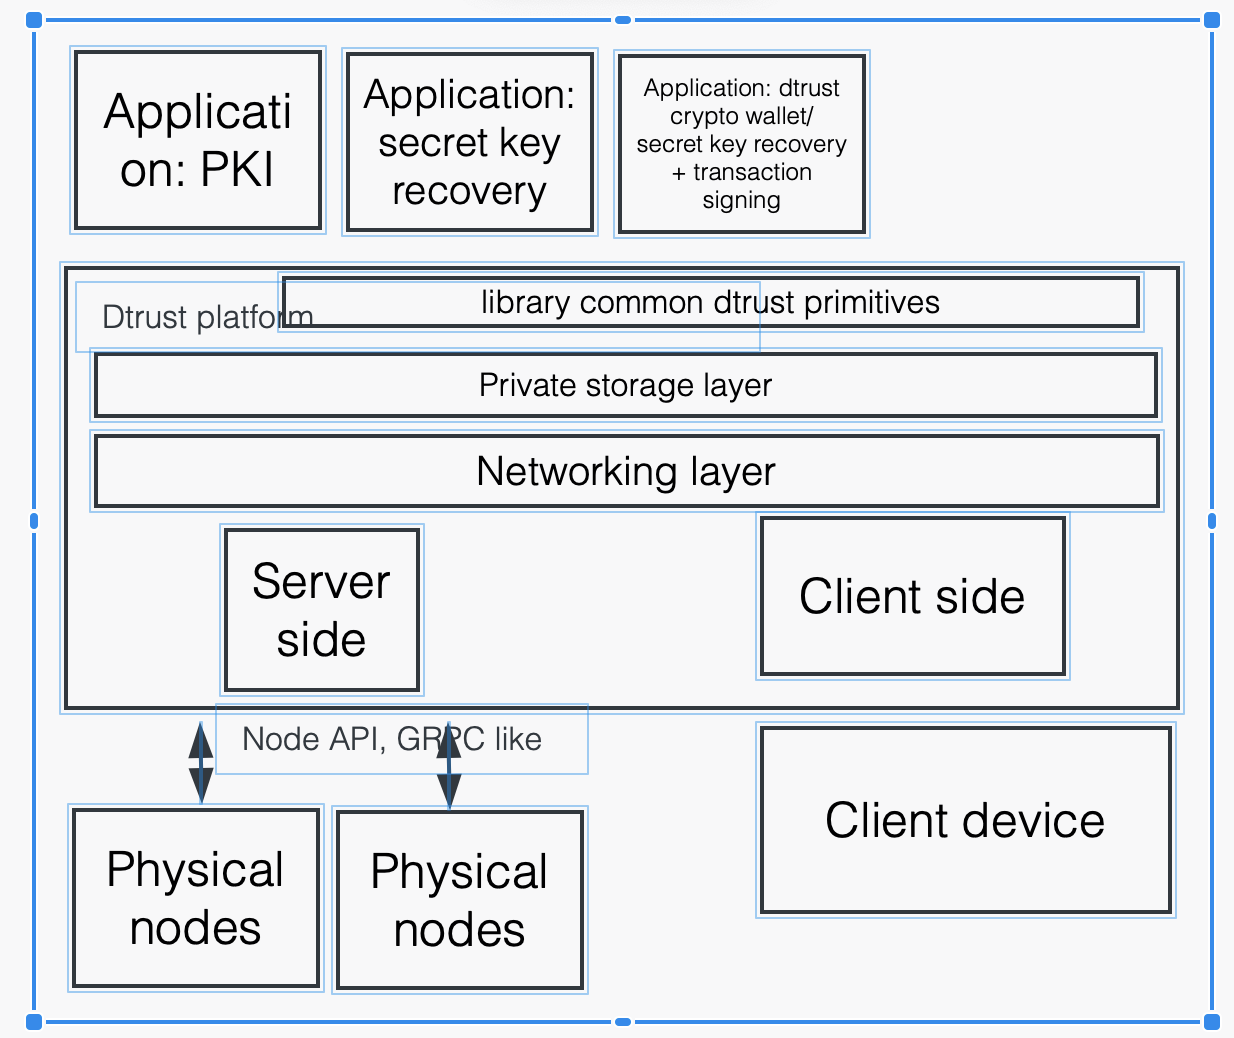 Applicati
on: PKI
Application:
secret key
recovery
Application: dtrust
crypto wallet/
secret key recovery
+ transaction
signing
library common dtrust primitives
Dtrust platform
Private storage layer
Networking layer
Server
side
Client side
Node API, GRPC like
Physical
nodes
Physical
nodes
Client device